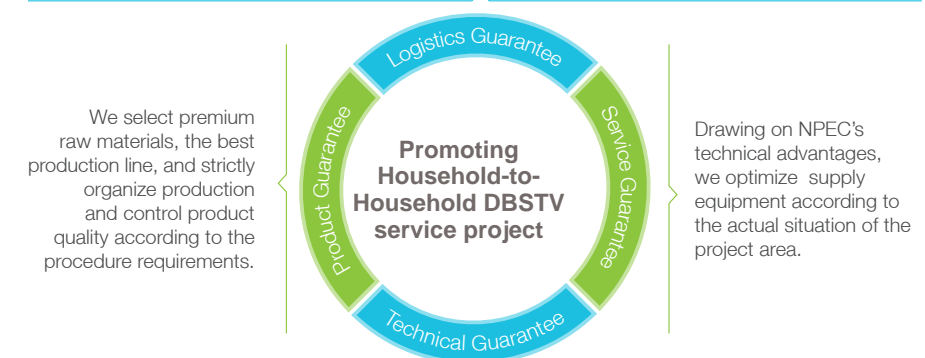 Logistics Guarantee
We select premium
raw materials, the best
production line, and strictly
organize production
and control product
quality according to the
procedure requirements.
Product Guarantee
Promoting
Household-to-
Household DBSTV
service project
Service Guarantee
Drawing on NPEC’s
technical advantages,
we optimize supply
equipment according to
the actual situation of the
project area.
Technical Guarantee